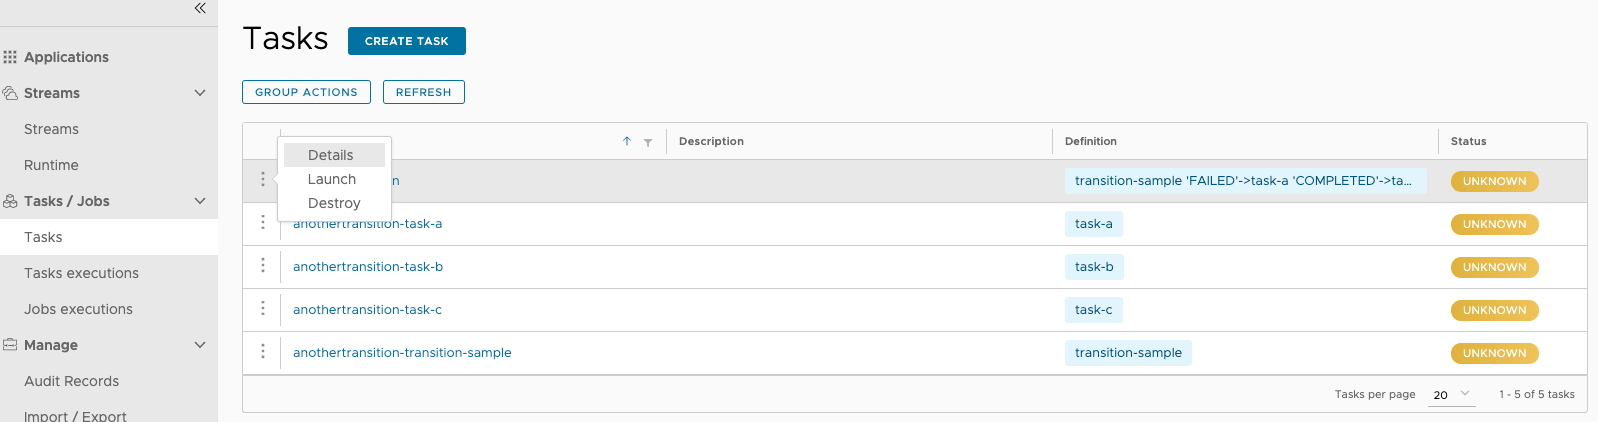 Applications
Streams
Streams
Runtime
Tasks / Jobs
Tasks
Tasks executions
Jobs executions
Manage
Audit Records
Import / Export
Tasks CREATE TASK
GROUP ACTIONS REFRESH
Description Definition Status
Details
Launch
Destroy
transition-sample 'FAILED'->task-a 'COMPLETED'->ta... UNKNOWN
anothertransition-task-a task-a UNKNOWN
anothertransition-task-b task-b UNKNOWN
anothertransition-task-c task-c UNKNOWN
anothertransition-transition-sample transition-sample UNKNOWN
Tasks per page 20 1 - 5 of 5 tasks